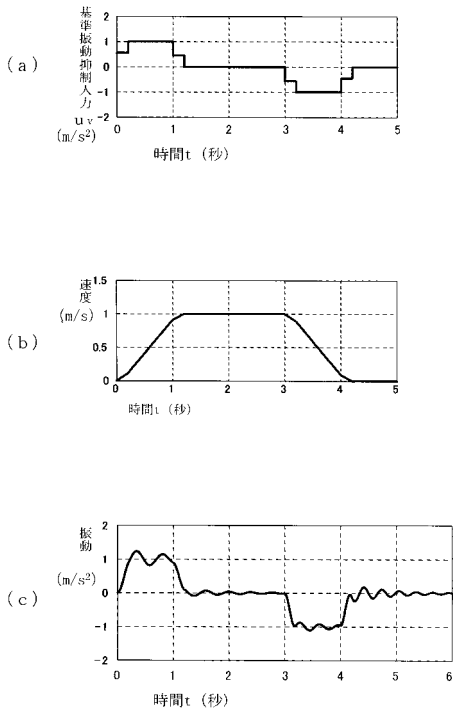 (a)
基準振動抑制入力
uv
(m/s²)
2
1
0
-1
-2
0 1 2 3 4 5
時間t (秒)
(b)
速度
(m/s)
1.5
1
0.5
0
0 1 2 3 4 5
時間t (秒)
(c)
振動
(m/s²)
2
1
0
-1
-2
0 1 2 3 4 5 6
時間t (秒)